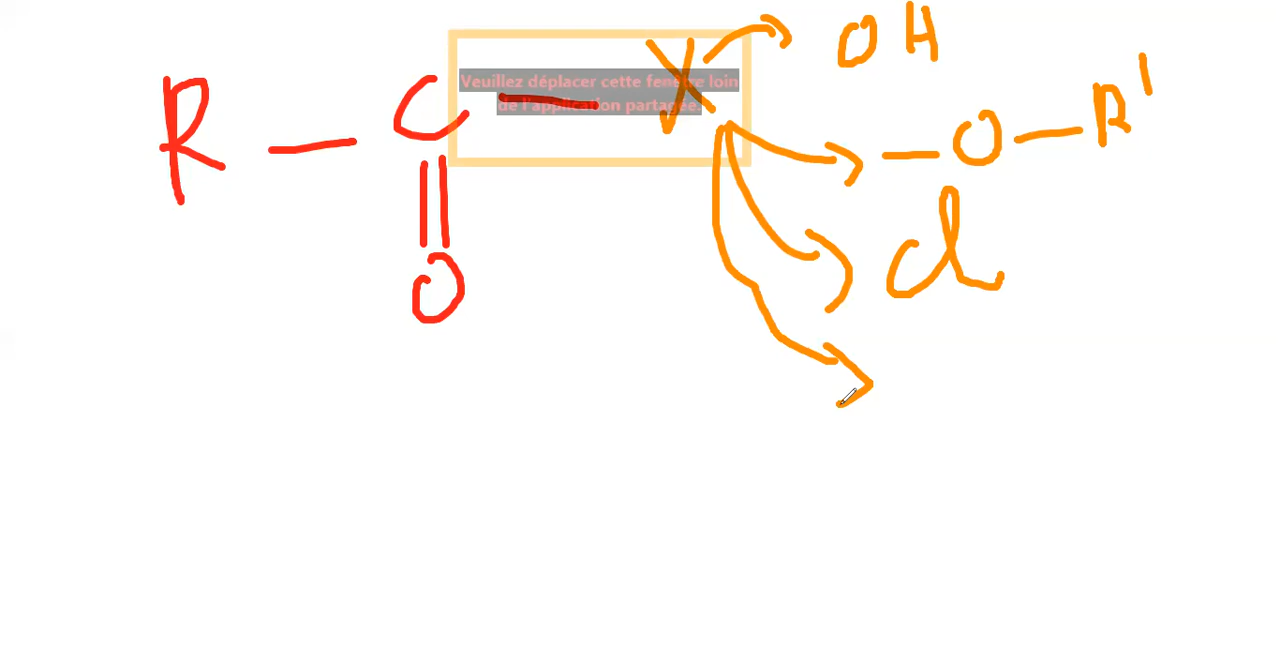 R — C — X
||
O
OH
— O — R'
Cl
Veuillez déplacer cette fenêtre loin
de l'application partagée.